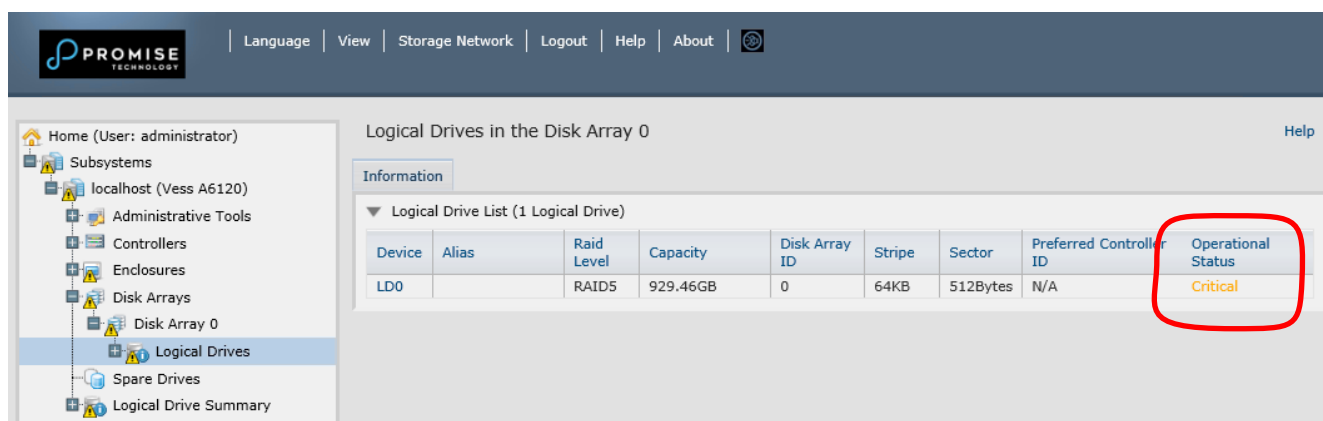 PROMISE
TECHNOLOGY
Language View Storage Network Logout Help About
Home (User: administrator)
Subsystems
localhost (Vess A6120)
Administrative Tools
Controllers
Enclosures
Disk Arrays
Disk Array 0
Logical Drives
Spare Drives
Logical Drive Summary
Logical Drives in the Disk Array 0
Help
Information
Logical Drive List (1 Logical Drive)
Device Alias Raid Level Capacity Disk Array ID Stripe Sector Preferred Controller ID Operational Status
LD0 RAID5 929.46GB 0 64KB 512Bytes N/A Critical